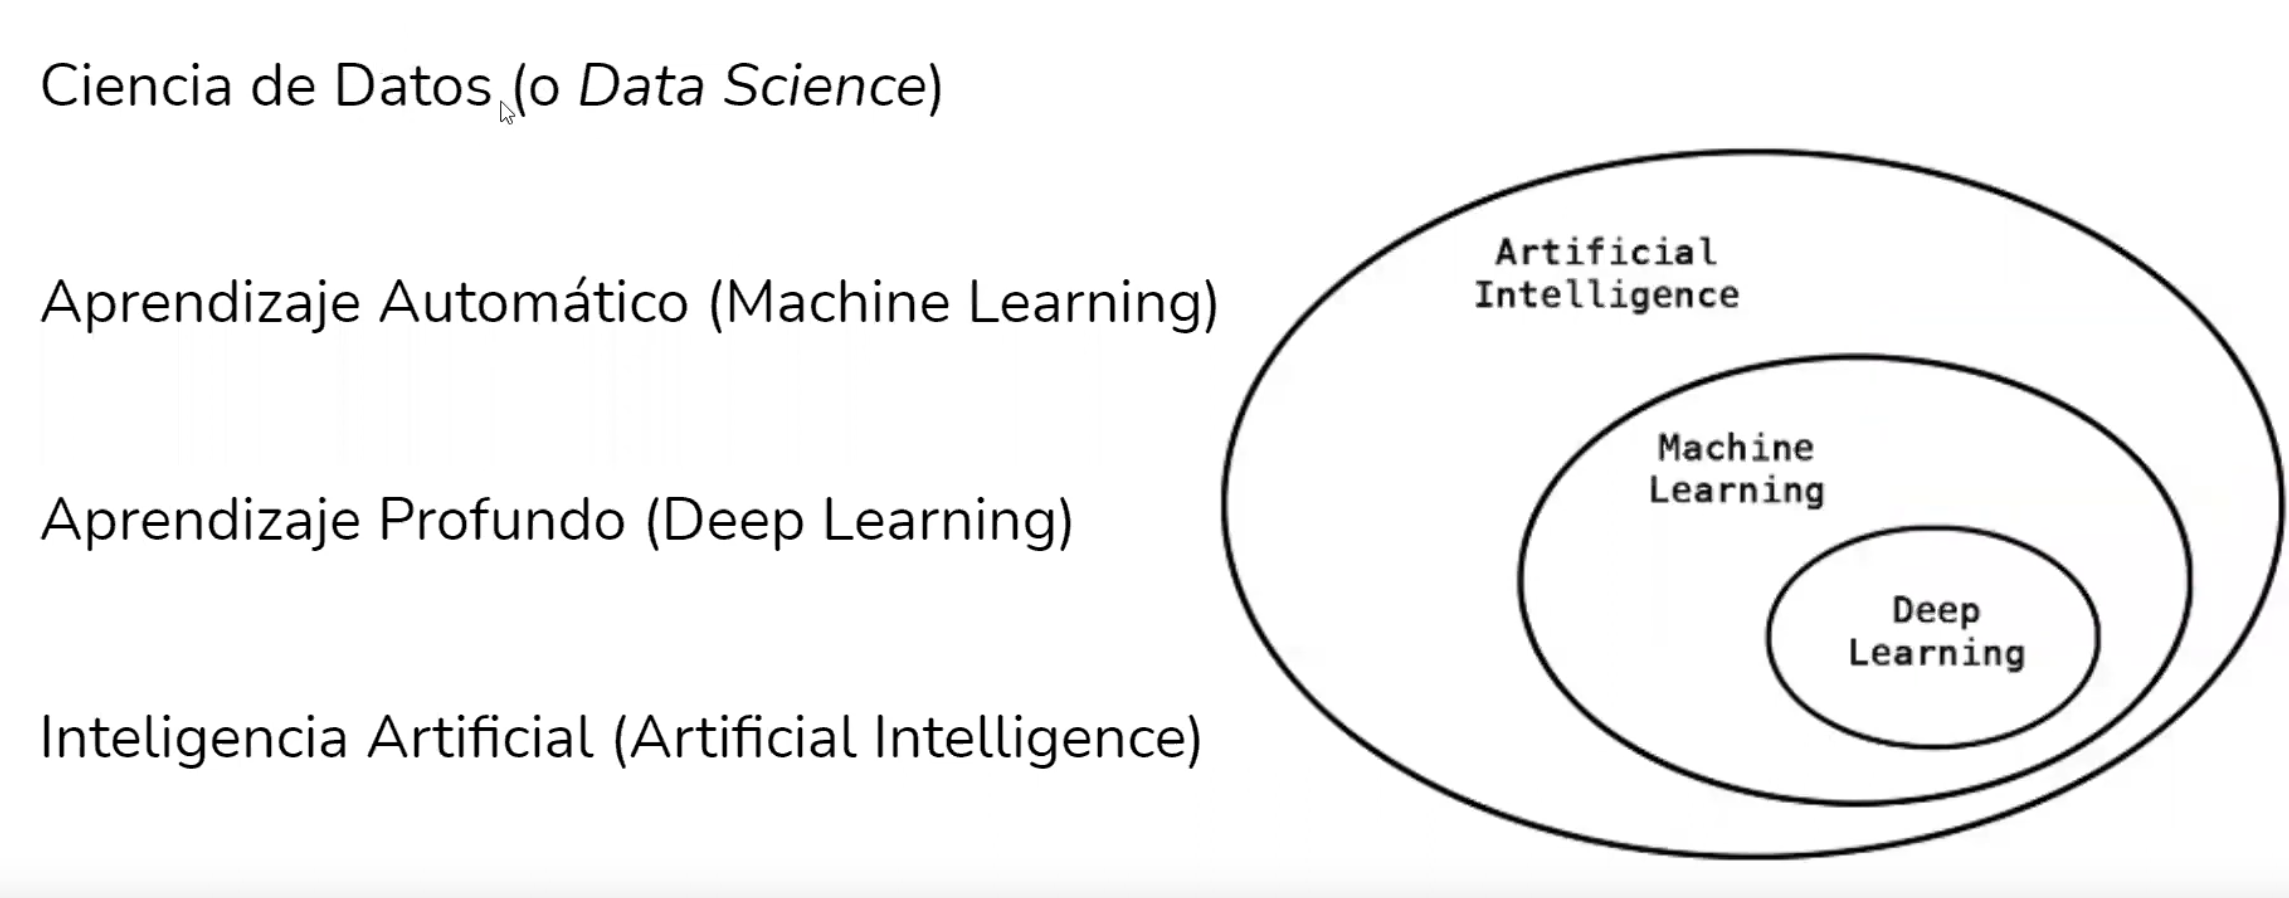 Ciencia de Datos (o Data Science)
Aprendizaje Automático (Machine Learning)
Aprendizaje Profundo (Deep Learning)
Inteligencia Artificial (Artificial Intelligence)
Artificial
Intelligence
Machine
Learning
Deep
Learning